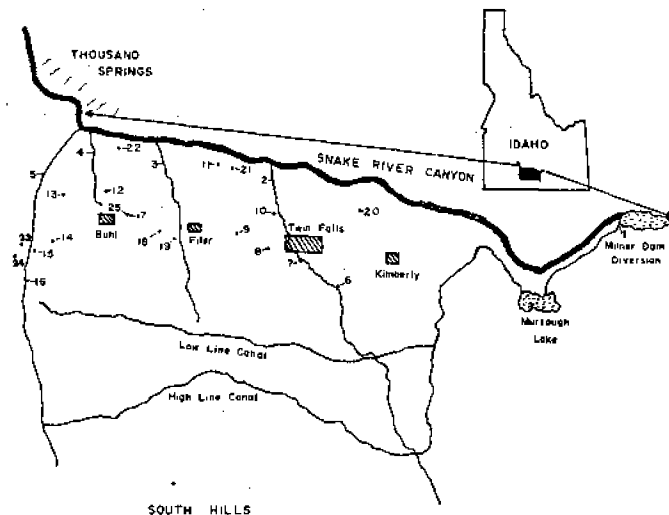 THOUSAND
SPRINGS
IDAHO
SNAKE RIVER CANYON
4
22
3
11
21
2
5
13
12
25
17
10
20
Buhl
Filer
Twin Falls
Kimberly
Milner Dam
Diversion
1
23
14
15
24
16
18
19
9
8
7
6
Murtaugh
Lake
Low Line Canal
High Line Canal
SOUTH HILLS